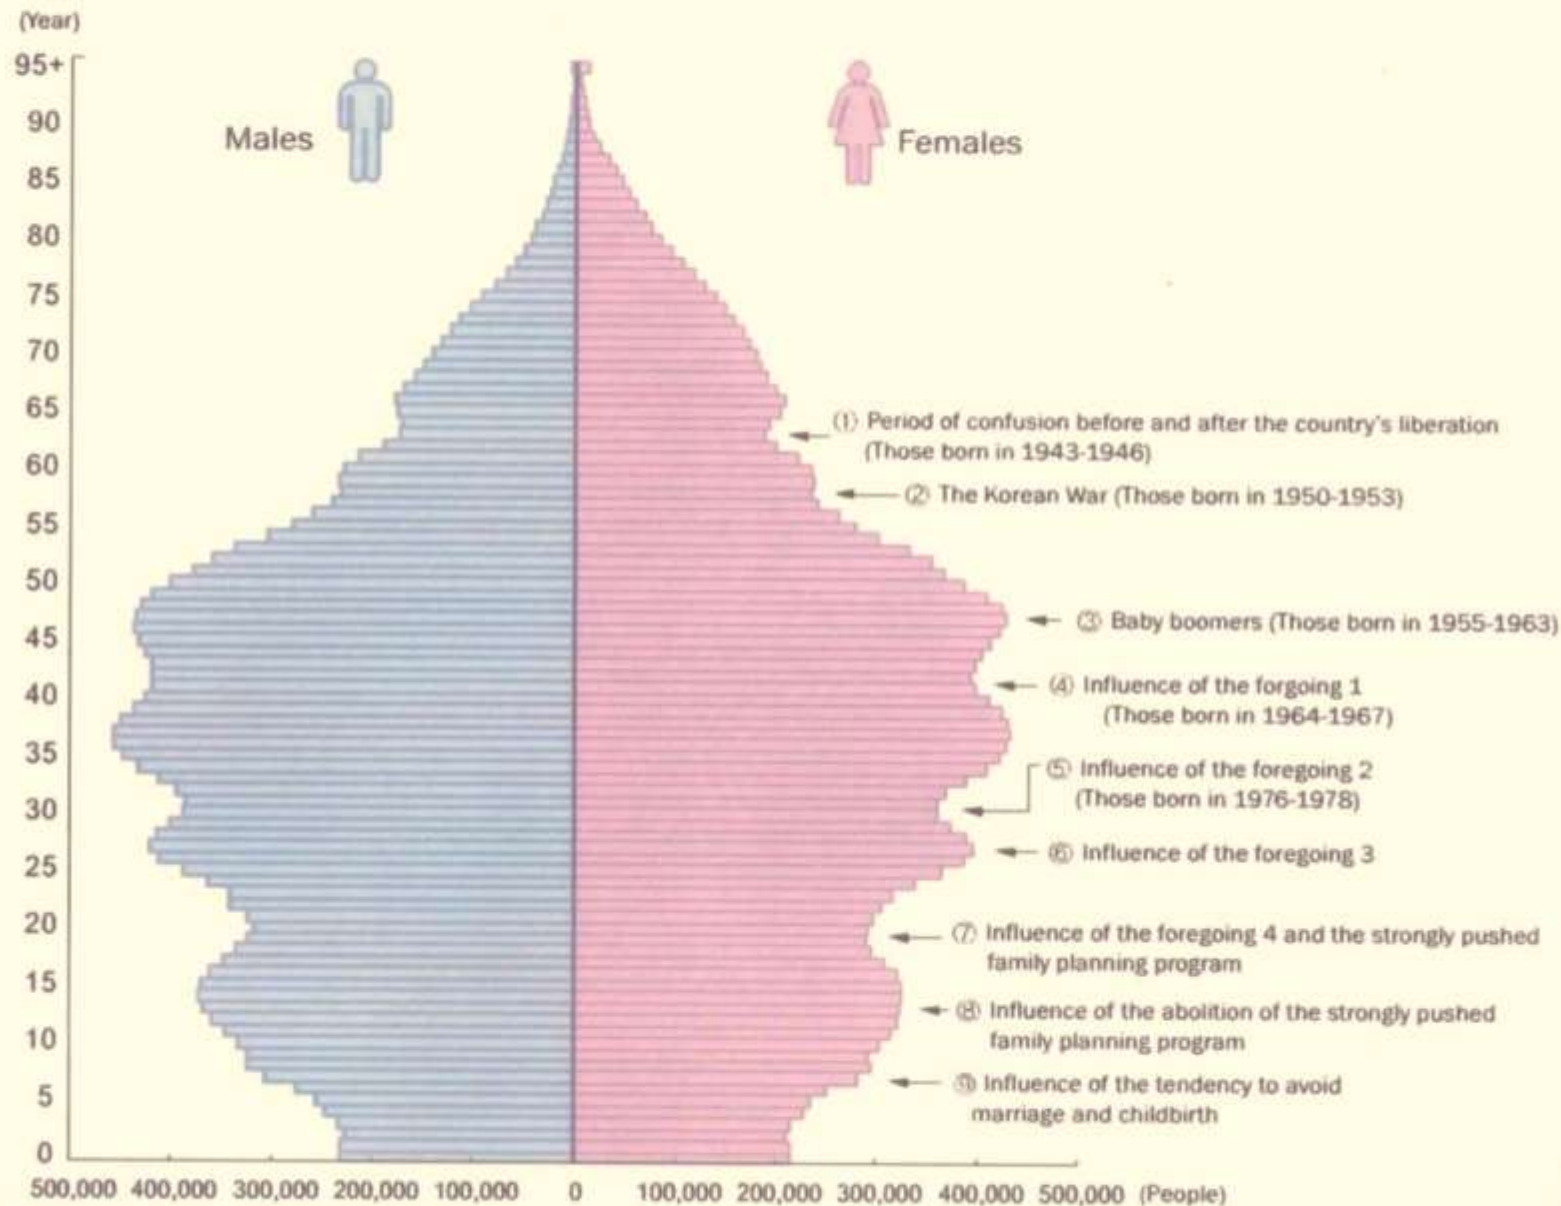 (Year)
95+
90
85
80
75
70
65
60
55
50
45
40
35
30
25
20
15
10
5
0
Males
Females
(1) Period of confusion before and after the country's liberation
(Those born in 1943-1946)
② The Korean War (Those born in 1950-1953)
③ Baby boomers (Those born in 1955-1963)
④ Influence of the forgoing 1
(Those born in 1964-1967)
⑤ Influence of the foregoing 2
(Those born in 1976-1978)
⑥ Influence of the foregoing 3
⑦ Influence of the foregoing 4 and the strongly pushed
family planning program
⑧ Influence of the abolition of the strongly pushed
family planning program
⑨ Influence of the tendency to avoid
marriage and childbirth
500,000 400,000 300,000 200,000 100,000 0 100,000 200,000 300,000 400,000 500,000 (People)